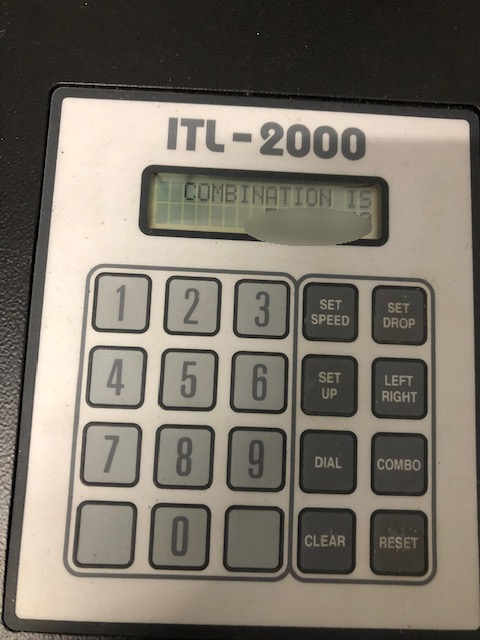 ITL-2000
COMBINATION IS
1 2 3 SET SPEED SET DROP
4 5 6 SET UP LEFT RIGHT
7 8 9 DIAL COMBO
0 CLEAR RESET